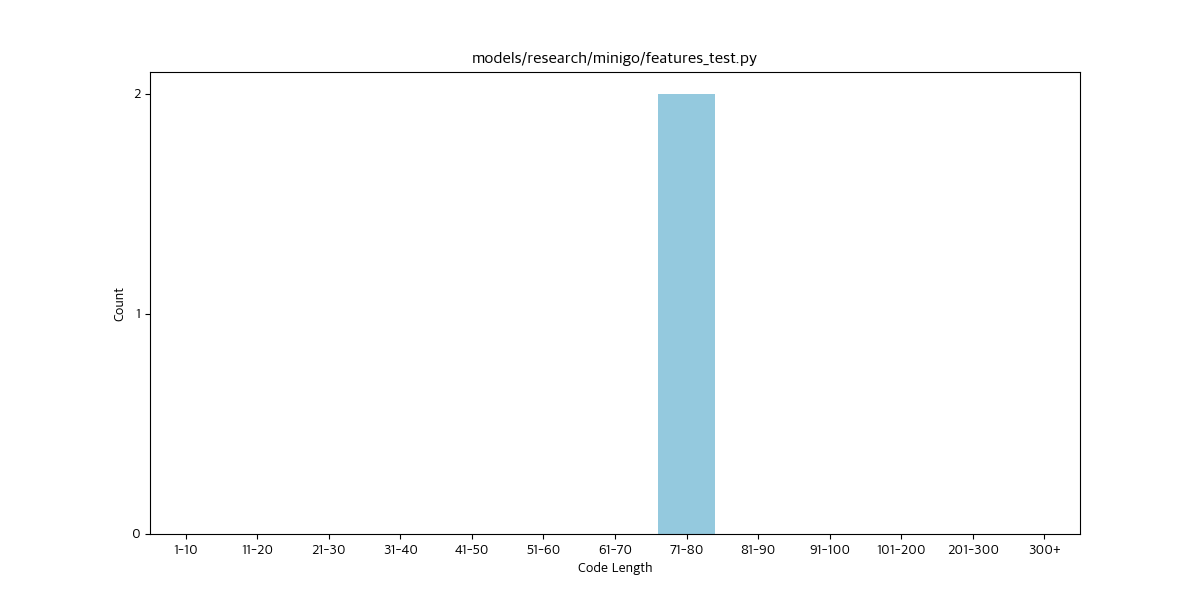 models/research/minigo/features_test.py
2
1
0
Count
1-10 11-20 21-30 31-40 41-50 51-60 61-70 71-80 81-90 91-100 101-200 201-300 300+
Code Length